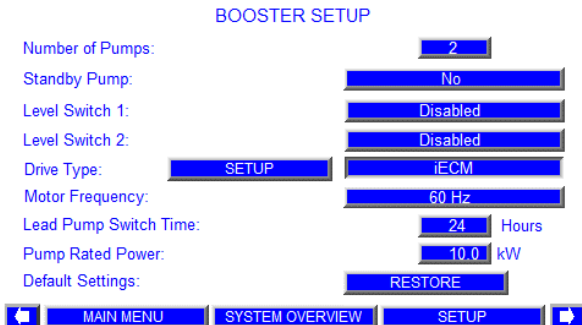 BOOSTER SETUP
Number of Pumps: 2
Standby Pump: No
Level Switch 1: Disabled
Level Switch 2: Disabled
Drive Type: SETUP iECM
Motor Frequency: 60 Hz
Lead Pump Switch Time: 24 Hours
Pump Rated Power: 10.0 kW
Default Settings: RESTORE
MAIN MENU SYSTEM OVERVIEW SETUP